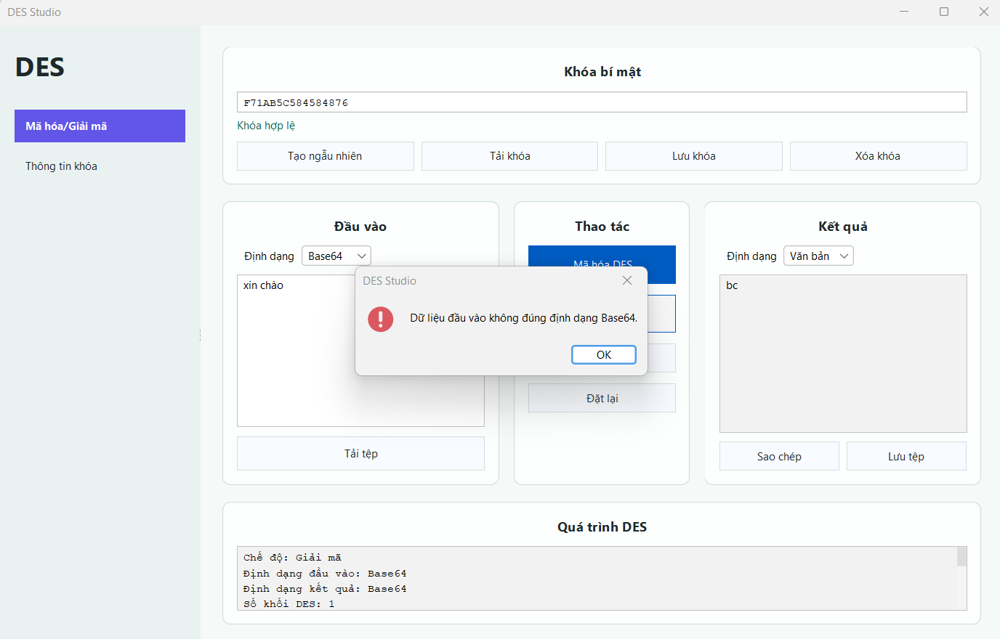 DES Studio
DES
Mã hóa/Giải mã
Thông tin khóa
Khóa bí mật
F71AB5C584584876
Khóa hợp lệ
Tạo ngẫu nhiên
Tải khóa
Lưu khóa
Xóa khóa
Đầu vào
Định dạng
Base64
xin chào
Tải tệp
Thao tác
Mã hóa DES
Đặt lại
DES Studio
Dữ liệu đầu vào không đúng định dạng Base64.
OK
Kết quả
Định dạng
Văn bản
bc
Sao chép
Lưu tệp
Quá trình DES
Chế độ: Giải mã
Định dạng đầu vào: Base64
Định dạng kết quả: Base64
Số khối DES: 1